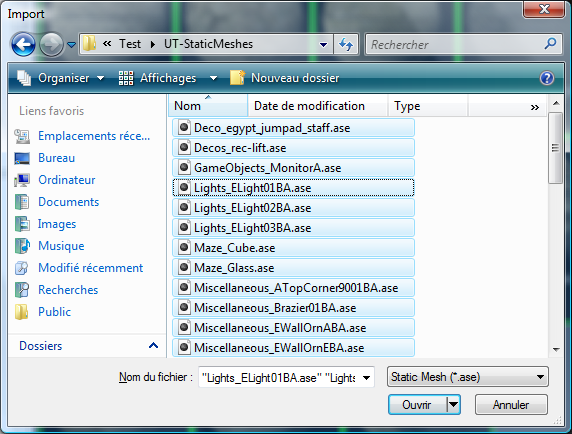 Import
« Test ▸ UT-StaticMeshes
Rechercher
Organiser Affichages Nouveau dossier
Liens favoris
Emplacements réce...
Bureau
Ordinateur
Documents
Images
Musique
Modifié récemment
Recherches
Public
Dossiers
Nom Date de modification Type »
Deco_egypt_jumpad_staff.ase
Decos_rec-lift.ase
GameObjects_MonitorA.ase
Lights_ELight01BA.ase
Lights_ELight02BA.ase
Lights_ELight03BA.ase
Maze_Cube.ase
Maze_Glass.ase
Miscellaneous_ATopCorner9001BA.ase
Miscellaneous_Brazier01BA.ase
Miscellaneous_EWallOrnABA.ase
Miscellaneous_EWallOrnEBA.ase
Nom du fichier : "Lights_ELight01BA.ase" "Lights Static Mesh (*.ase)
Ouvrir Annuler